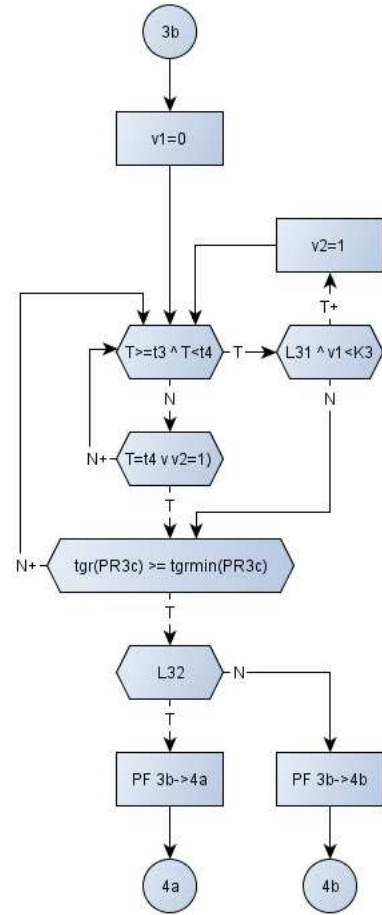 3b
v1=0
v2=1
T+
T>=t3 ^ T<t4
T
L31 ^ v1<K3
N
N
N+
T=t4 v v2=1)
T
N+
tgr(PR3c) >= tgrmin(PR3c)
T
L32
N
T
PF 3b->4a
PF 3b->4b
4a
4b